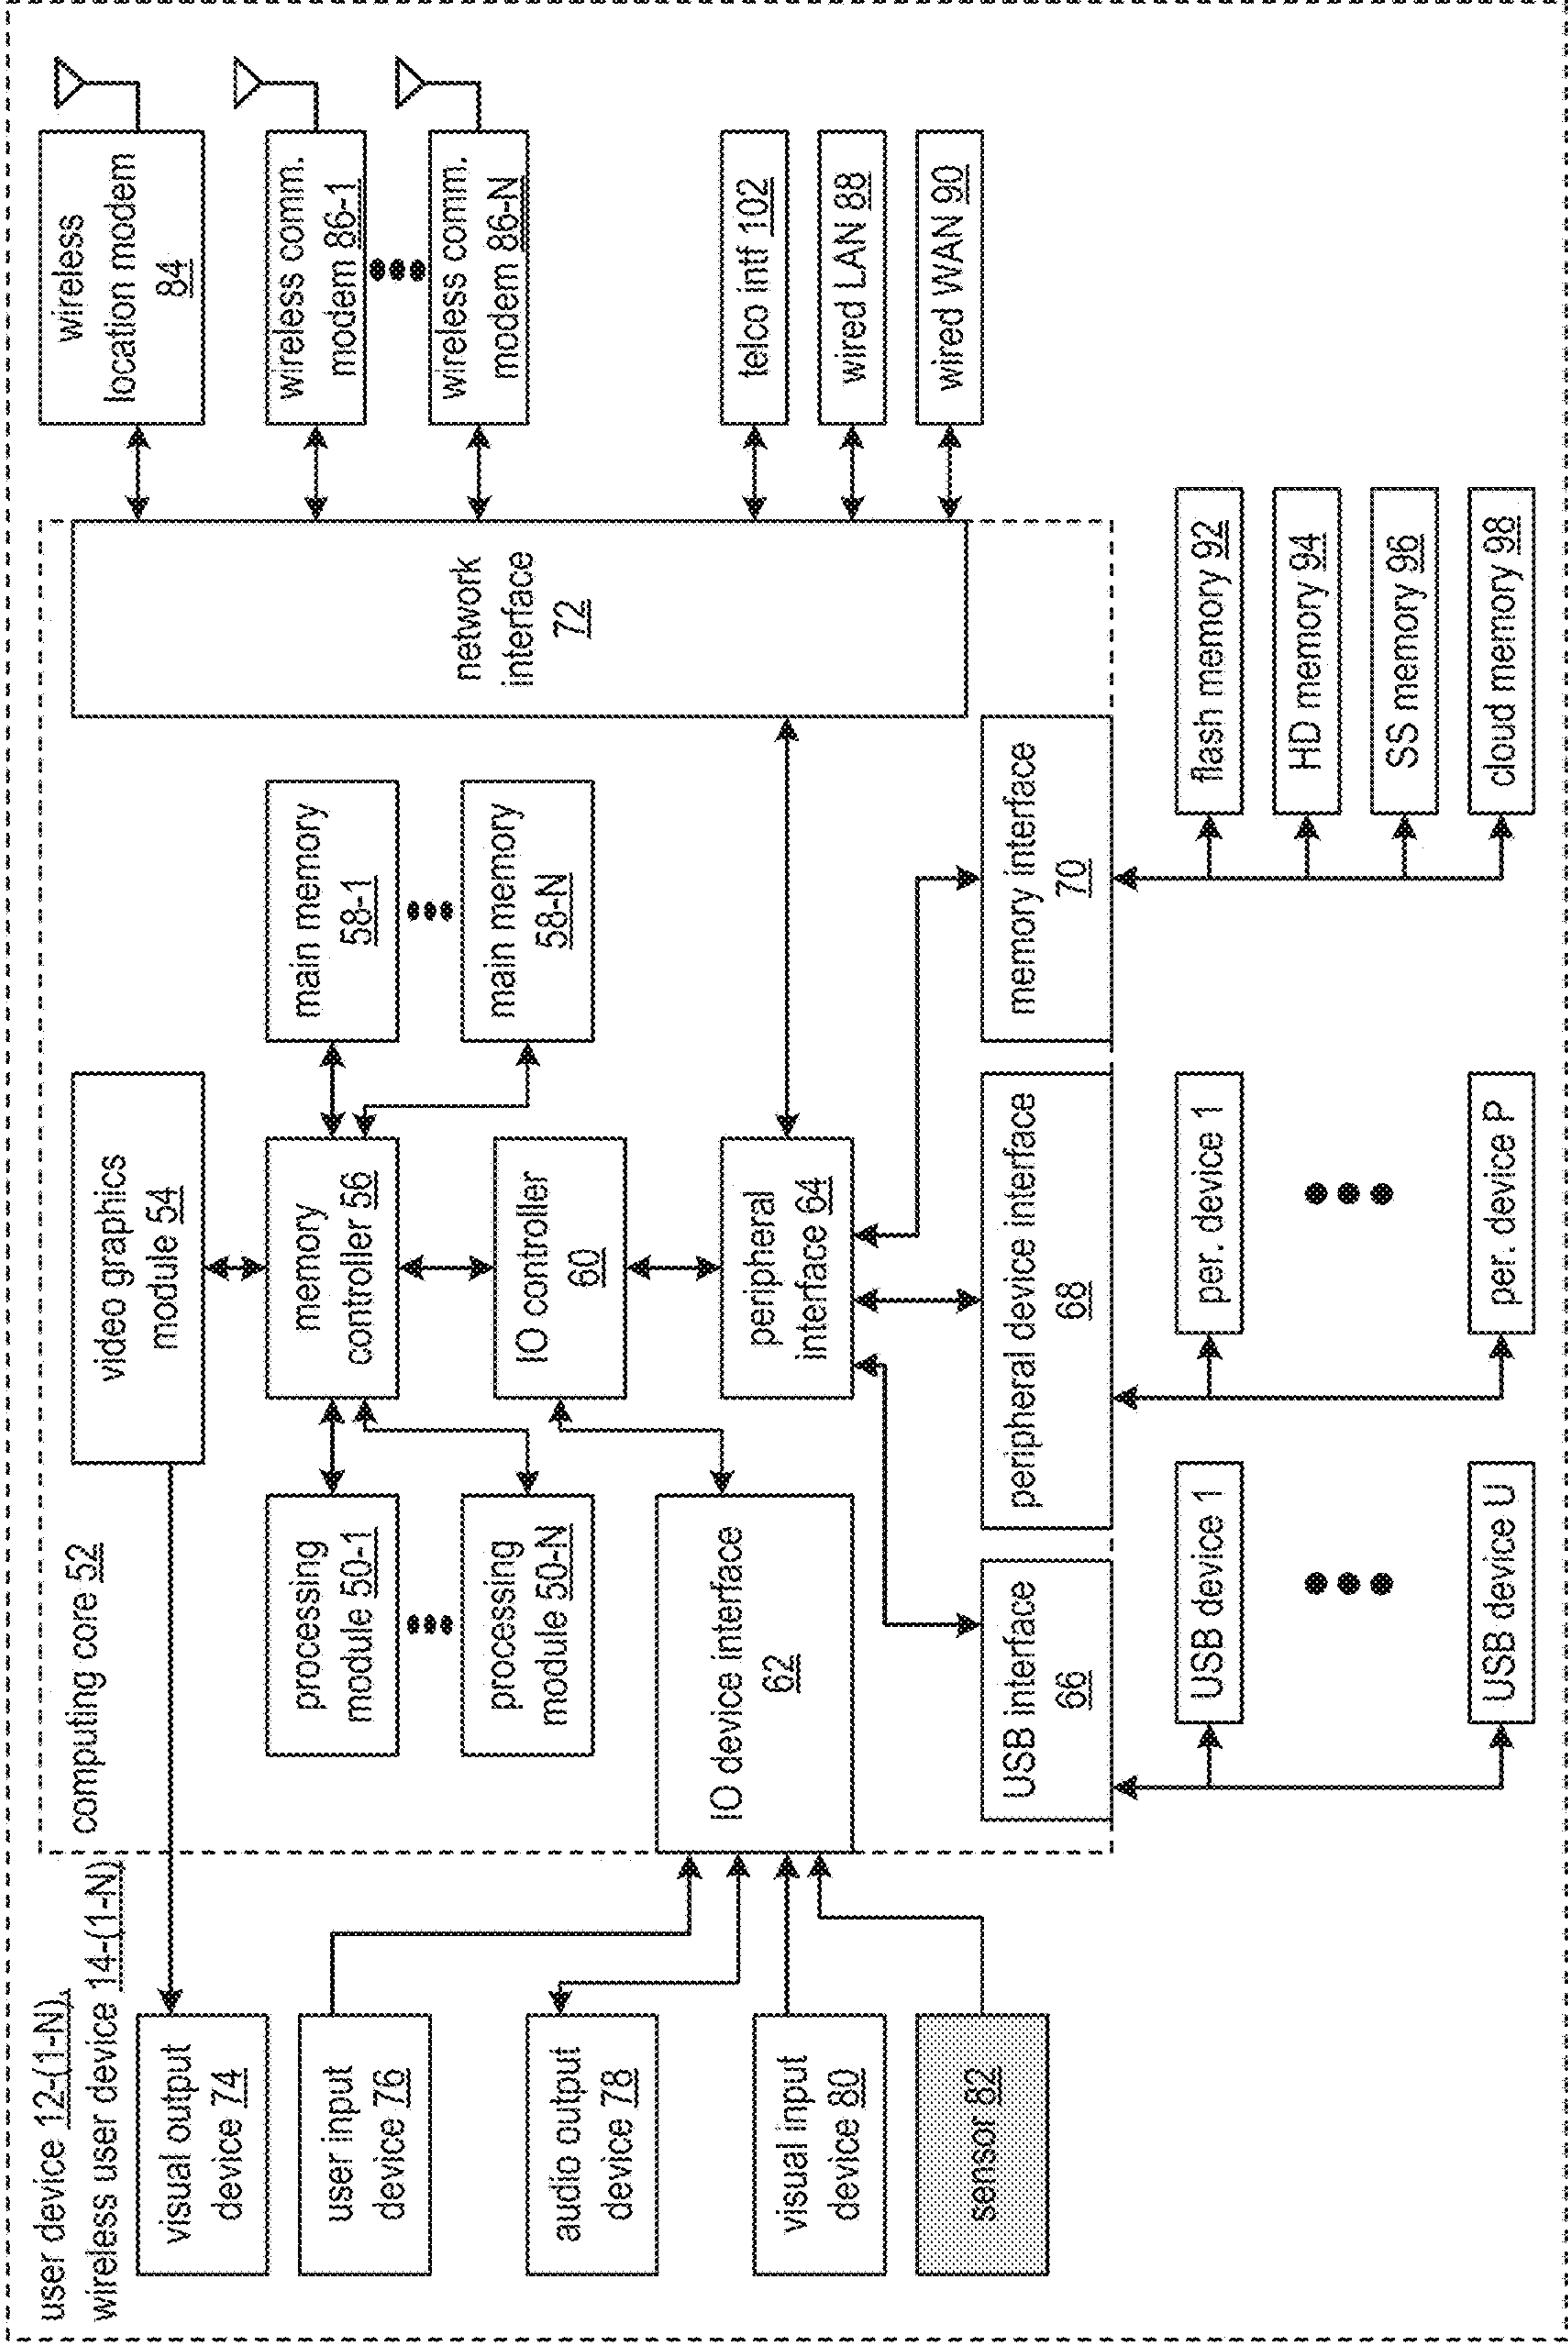 user device 12-(1-N),
wireless user device 14-(1-N)
computing core 52
visual output
device 74
user input
device 76
audio output
device 78
visual input
device 80
sensor 82
video graphics
module 54
processing
module 50-1
processing
module 50-N
memory
controller 56
main memory
58-1
main memory
58-N
IO controller
60
IO device interface
62
peripheral
interface 64
network
interface
72
USB interface
66
peripheral device interface
68
memory interface
70
wireless
location modem
84
wireless comm.
modem 86-1
wireless comm.
modem 86-N
telco intf 102
wired LAN 88
wired WAN 90
USB device 1
USB device U
per. device 1
per. device P
flash memory 92
HD memory 94
SS memory 96
cloud memory 98